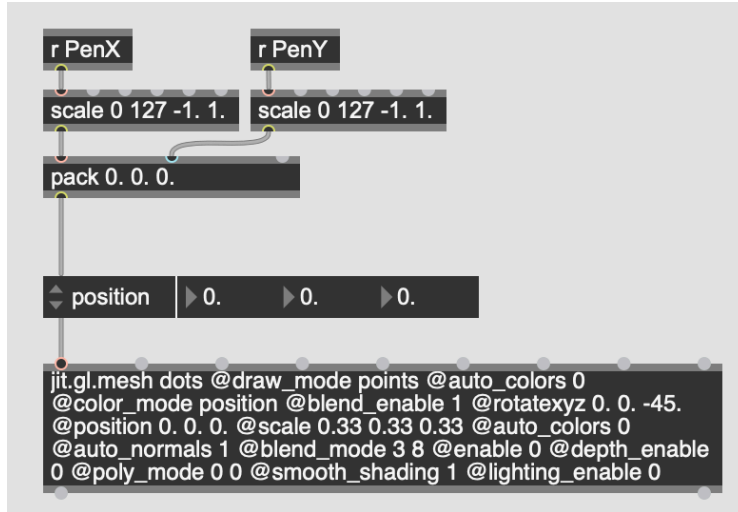 r PenX
r PenY
scale 0 127 -1. 1.
scale 0 127 -1. 1.
pack 0. 0. 0.
position
0.
0.
0.
jit.gl.mesh dots @draw_mode points @auto_colors 0
@color_mode position @blend_enable 1 @rotatexyz 0. 0. -45.
@position 0. 0. 0. @scale 0.33 0.33 0.33 @auto_colors 0
@auto_normals 1 @blend_mode 3 8 @enable 0 @depth_enable
0 @poly_mode 0 0 @smooth_shading 1 @lighting_enable 0